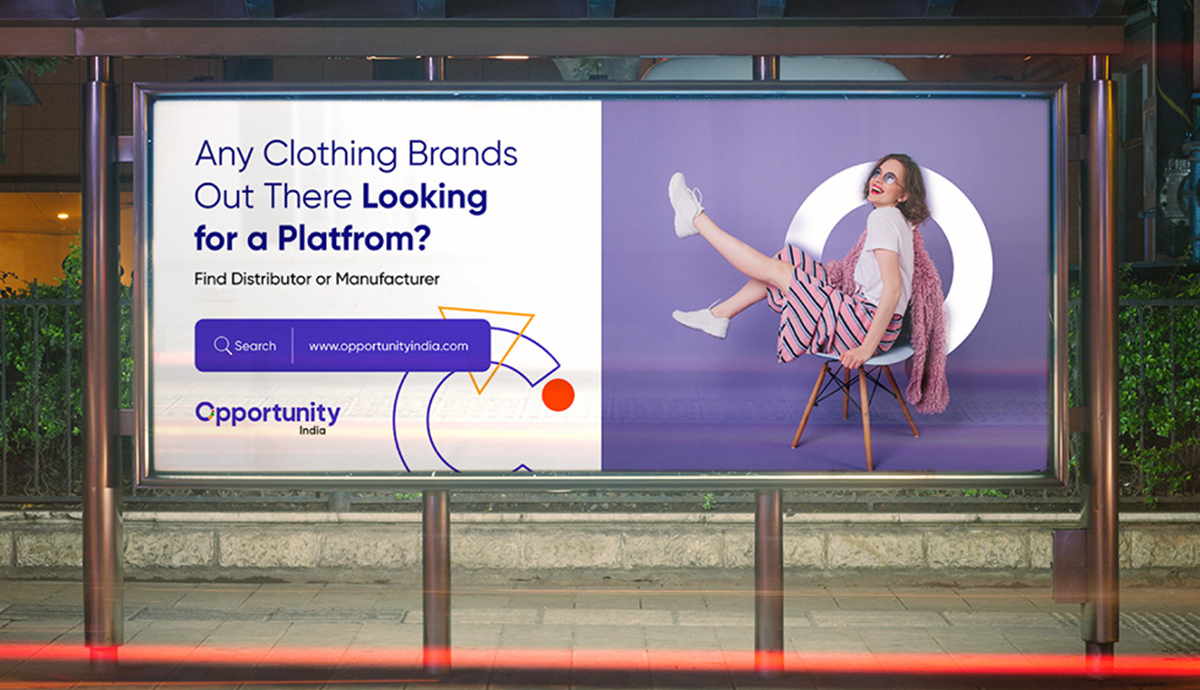 Any Clothing Brands
Out There Looking
for a Platfrom?
Find Distributor or Manufacturer
Search www.opportunityindia.com
Opportunity
India